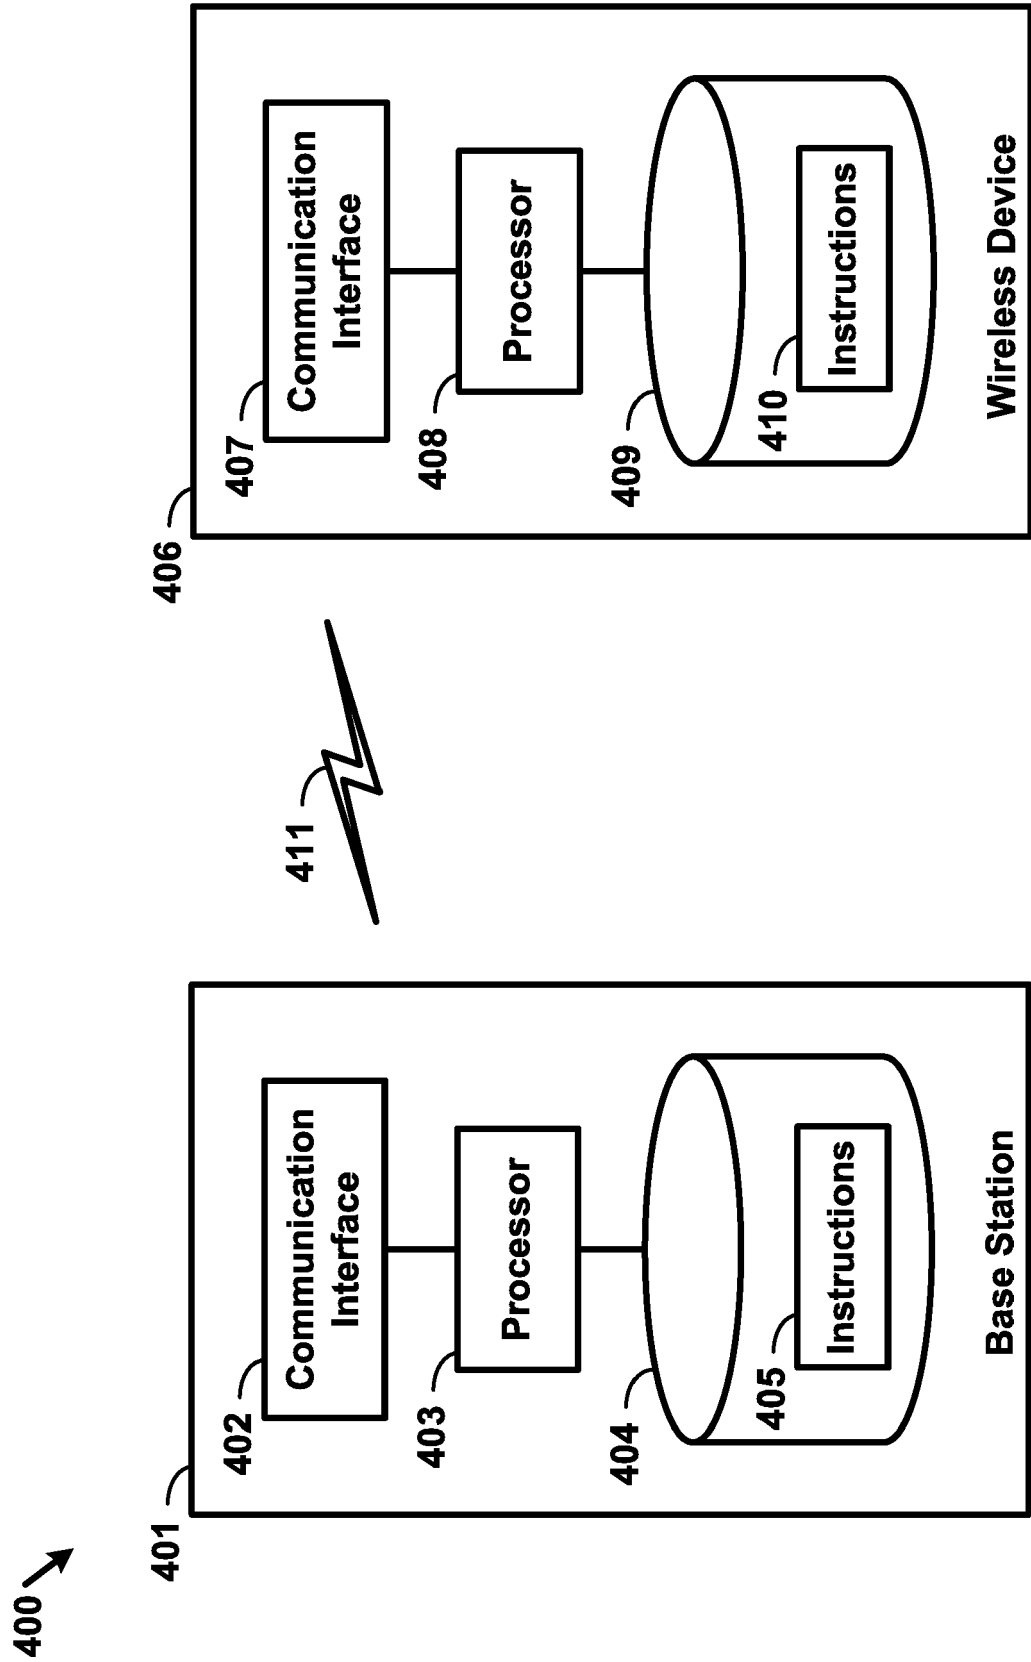 400
401
402
Communication
Interface
403
Processor
404
405
Instructions
Base Station
411
406
407
Communication
Interface
408
Processor
409
410
Instructions
Wireless Device